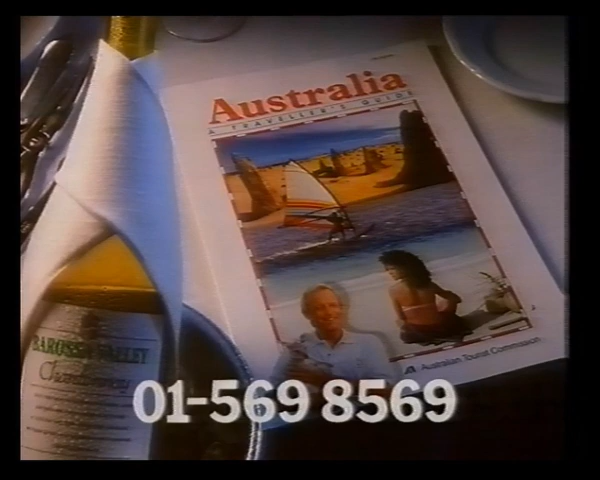 Australia
A TRAVELLER'S GUIDE
Australian Tourist Commission
BAROSSA VALLEY
Chardonnay
01-569 8569